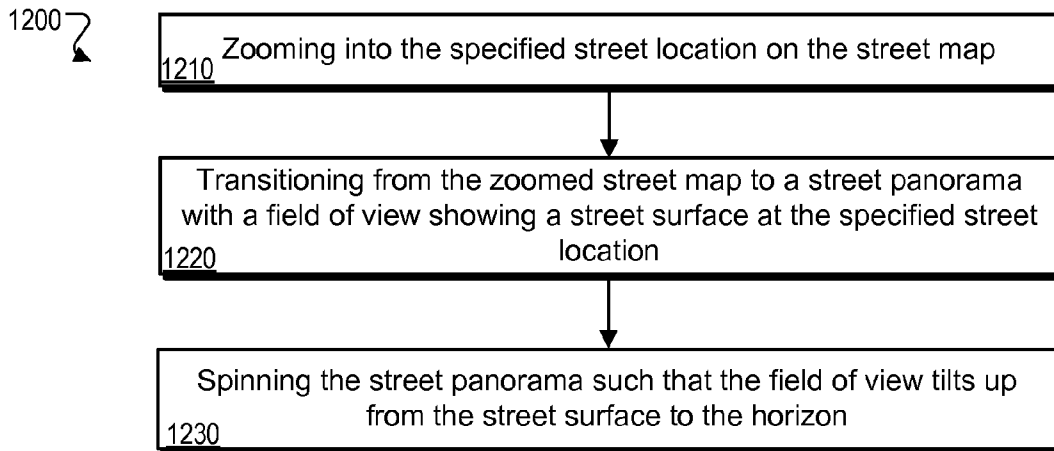 1200
Zooming into the specified street location on the street map
1210
Transitioning from the zoomed street map to a street panorama
with a field of view showing a street surface at the specified street
location
1220
Spinning the street panorama such that the field of view tilts up
from the street surface to the horizon
1230